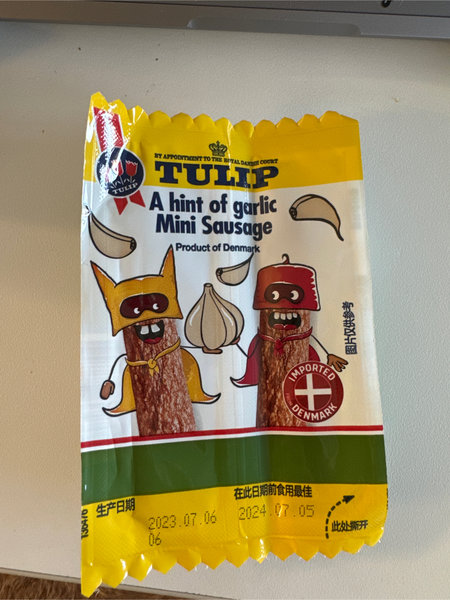 BY APPOINTMENT TO THE ROYAL DANISH COURT
TULIP
TULIP
A hint of garlic
Mini Sausage
Product of Denmark
图片仅供参考
IMPORTED
DENMARK
生产日期
在此日期前食用最佳
2023.07.06
2024.07.05
06
此处撕开